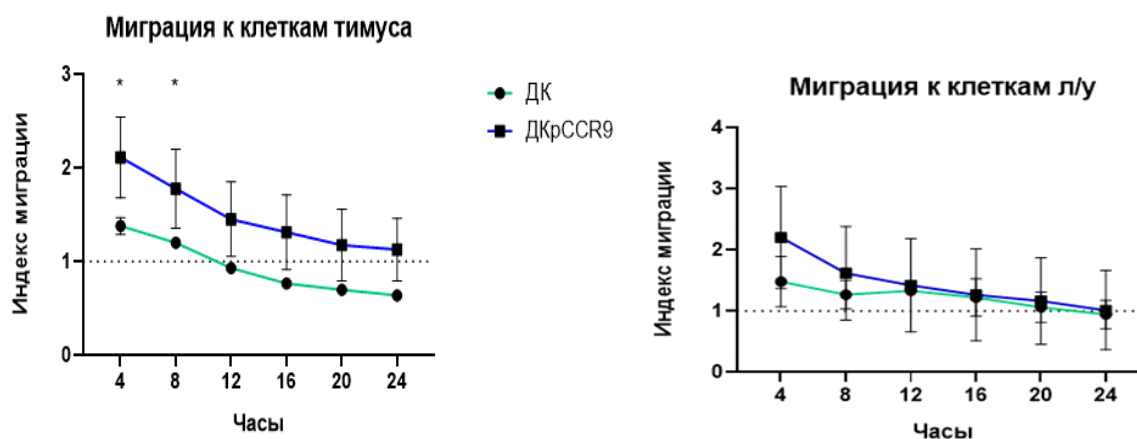 Миграция к клеткам тимуса
Индекс миграции
3
2
1
0
* *
4 8 12 16 20 24
Часы
ДК
ДКpCCR9
Миграция к клеткам л/у
Индекс миграции
4
3
2
1
0
4 8 12 16 20 24
Часы